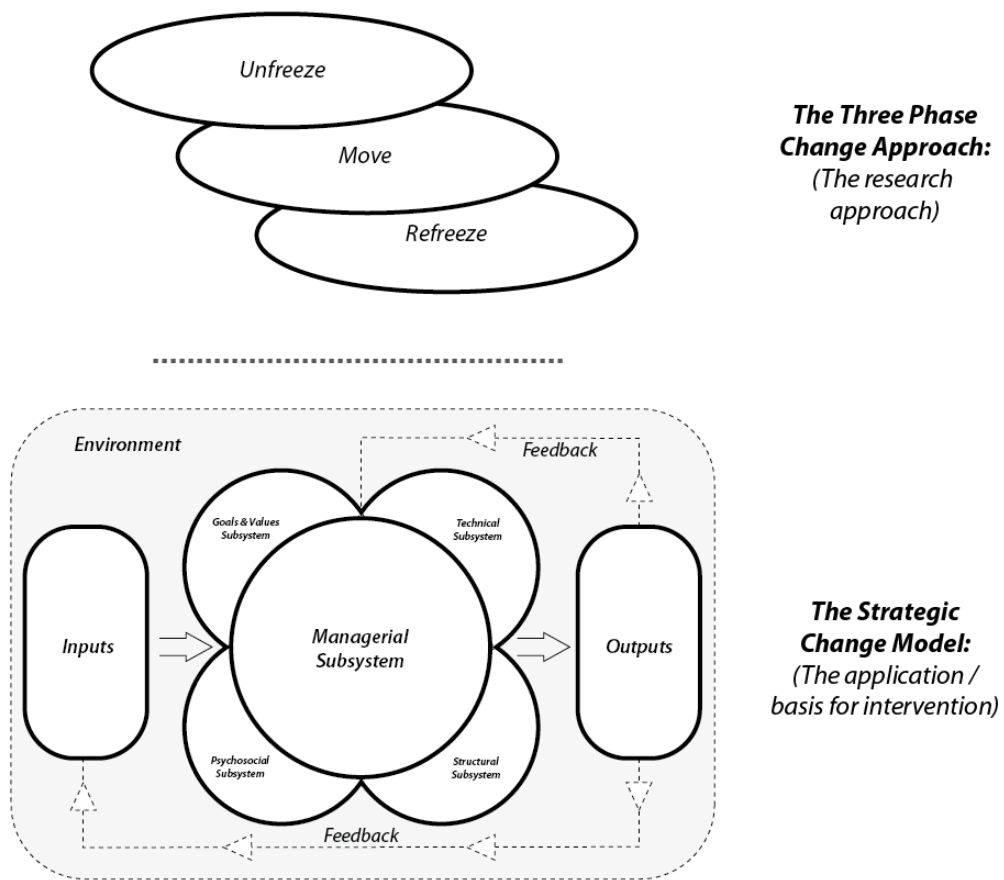 Unfreeze
Move
Refreeze
The Three Phase
Change Approach:
(The research
approach)
Environment
Feedback
Goals & Values
Subsystem
Technical
Subsystem
Inputs
Managerial
Subsystem
Outputs
Psychosocial
Subsystem
Structural
Subsystem
Feedback
The Strategic
Change Model:
(The application /
basis for intervention)